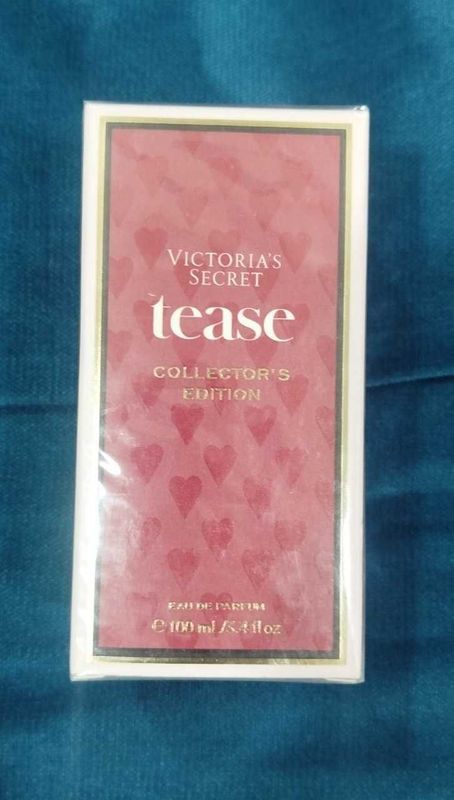 VICTORIA'S
SECRET
tease
COLLECTOR'S
EDITION
EAU DE PARFUM
℮ 100 mL/3.4 fl oz